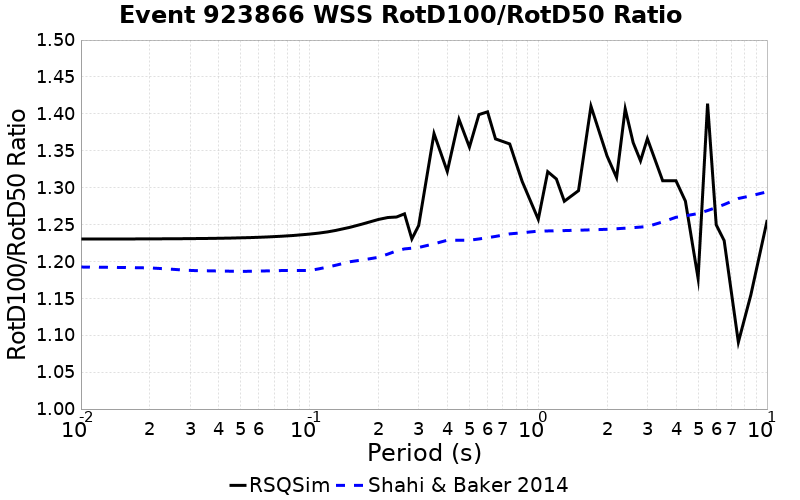 Event 923866 WSS RotD100/RotD50 Ratio
RotD100/RotD50 Ratio
1.50
1.45
1.40
1.35
1.30
1.25
1.20
1.15
1.10
1.05
1.00
10-2 2 3 4 5 6 10-1 2 3 4 5 6 7 100 2 3 4 5 6 7 101
Period (s)
RSQSim Shahi & Baker 2014